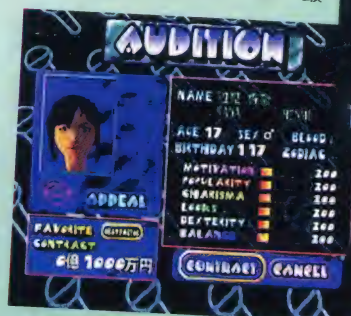 AUDITION
NAME
AGE 17 SEX ♂ BLOOD
BIRTHDAY 1 17 ZODIAC
MOTIVATION 200
POPULARITY 200
CHARISMA 200
LOOKS 200
DEXTERITY 200
BALANCE 200
APPEAL
FAVORITE
CONTRACT
6億 1000万円
CONTRACT CANCEL